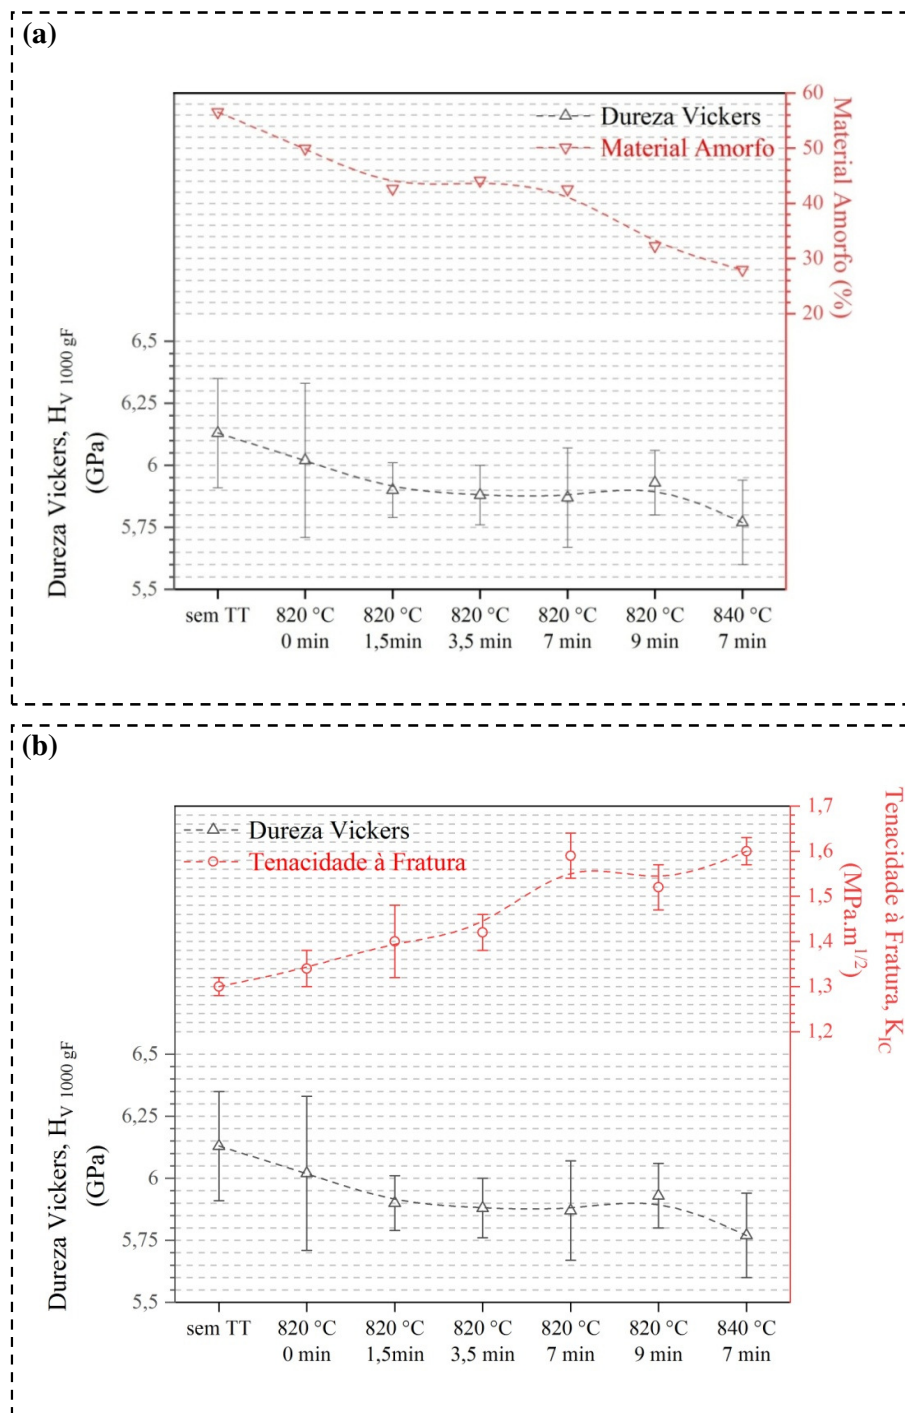 (a)
Dureza Vickers
Material Amorfo
60
50
40
30
20
Material Amorfo (%)
6,5
6,25
6
5,75
5,5
Dureza Vickers, HV 1000 gF
(GPa)
sem TT
820 °C
0 min
820 °C
1,5min
820 °C
3,5 min
820 °C
7 min
820 °C
9 min
840 °C
7 min
(b)
Dureza Vickers
Tenacidade à Fratura
1,7
1,6
1,5
1,4
1,3
1,2
Tenacidade à Fratura, KIC
(MPa.m1/2)
6,5
6,25
6
5,75
5,5
Dureza Vickers, HV 1000 gF
(GPa)
sem TT
820 °C
0 min
820 °C
1,5min
820 °C
3,5 min
820 °C
7 min
820 °C
9 min
840 °C
7 min